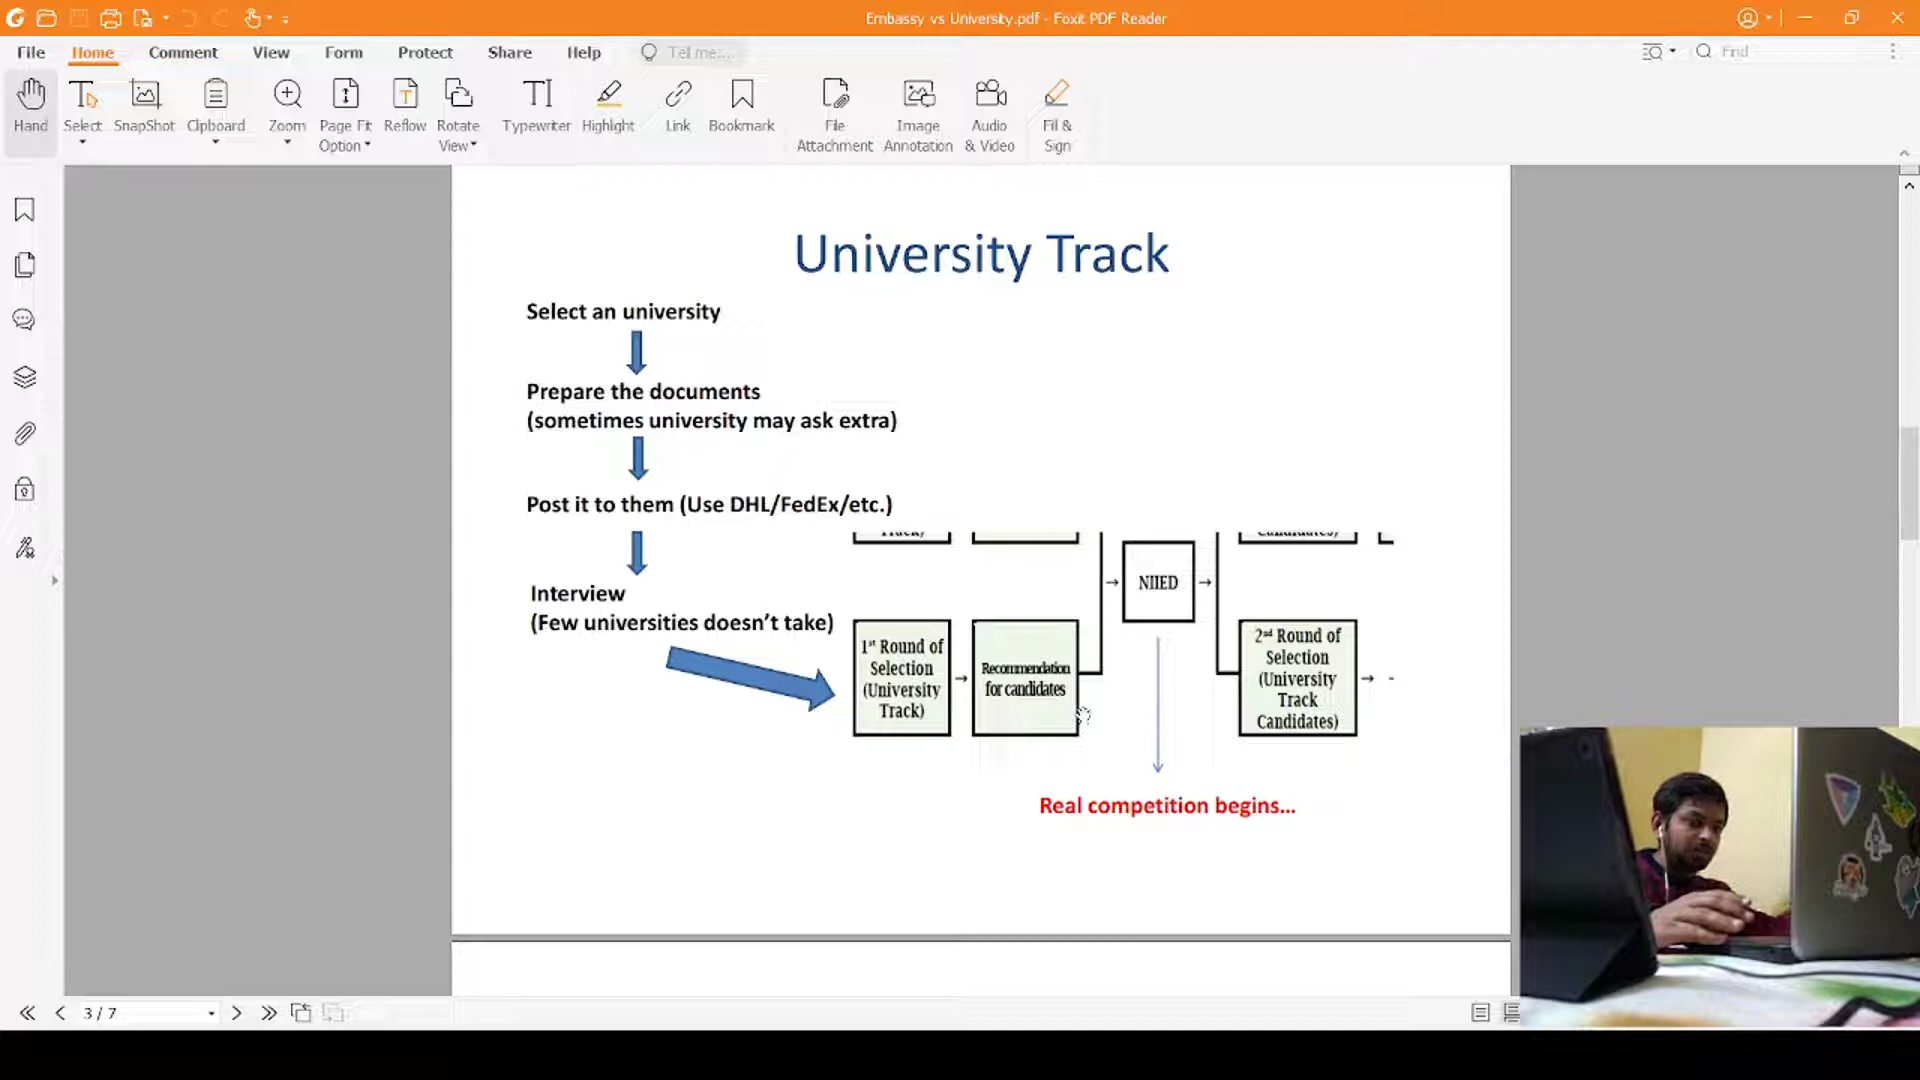 Embassy vs University.pdf - Foxit PDF Reader
File Home Comment View Form Protect Share Help Tell me... Find
Hand Select SnapShot Clipboard Zoom Page Fit Option Reflow Rotate View Typewriter Highlight Link Bookmark File Attachment Image Annotation Audio & Video Fill & Sign
University Track
Select an university
Prepare the documents
(sometimes university may ask extra)
Post it to them (Use DHL/FedEx/etc.)
Interview
(Few universities doesn’t take)
1st Round of
Selection
(University
Track)
Recommendation
for candidates
NIIED
Candidates)
2nd Round of
Selection
(University
Track
Candidates)
Real competition begins...
3 / 7